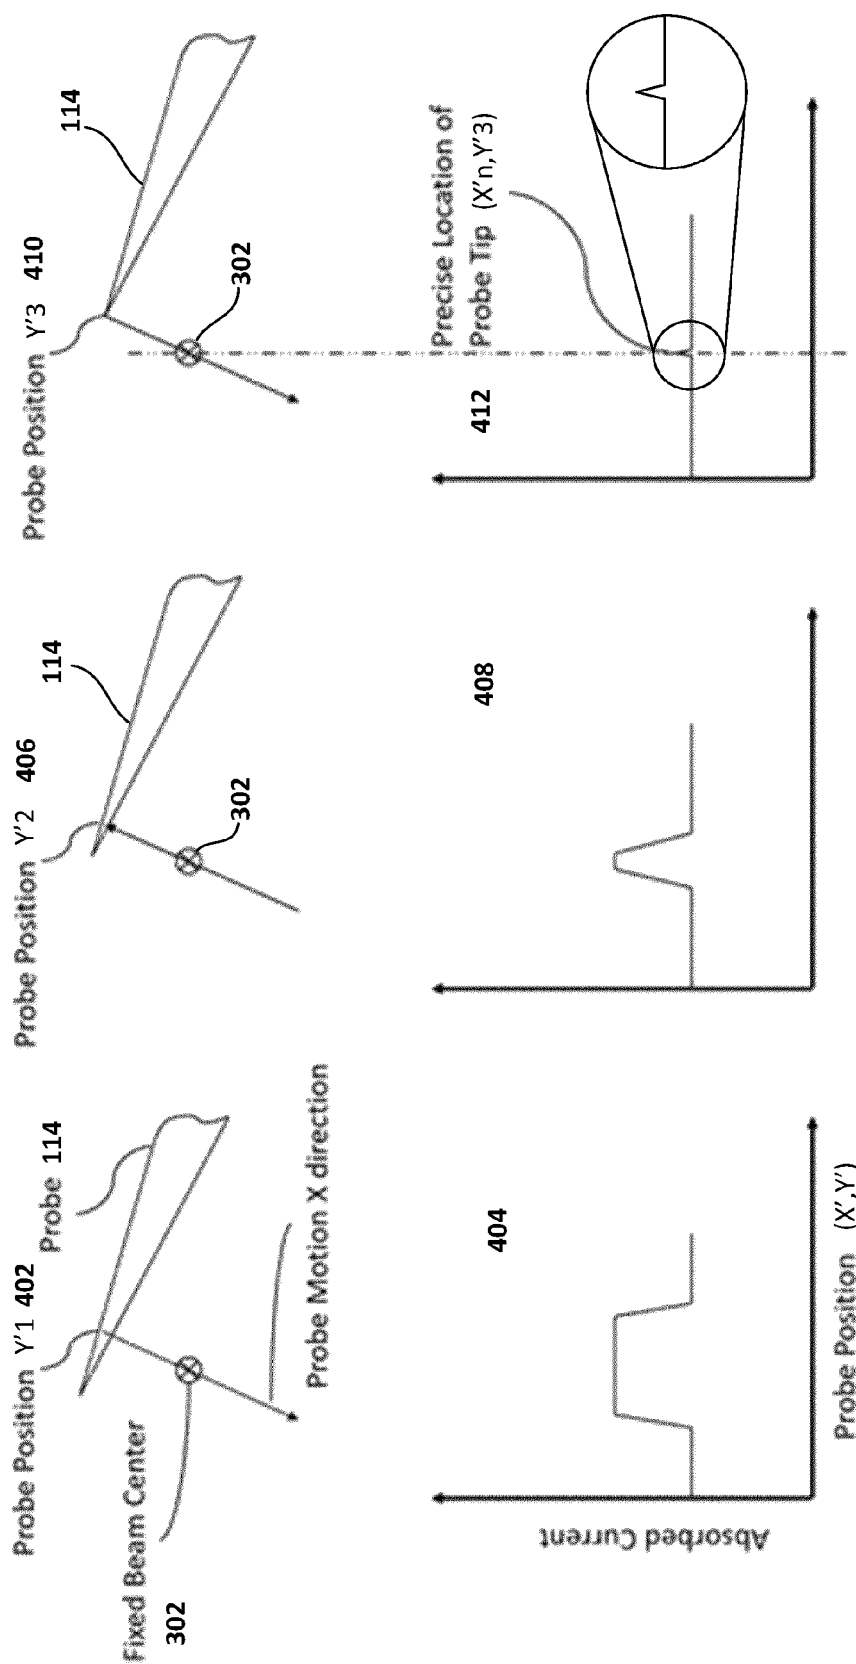 Probe Position Y'1 402
Probe 114
Fixed Beam Center
302
Probe Motion X direction
Probe Position Y'2 406
114
302
Probe Position Y'3 410
114
302
Absorbed Current
404
Probe Position (X',Y')
408
412
Precise Location of
Probe Tip (X'n,Y'3)